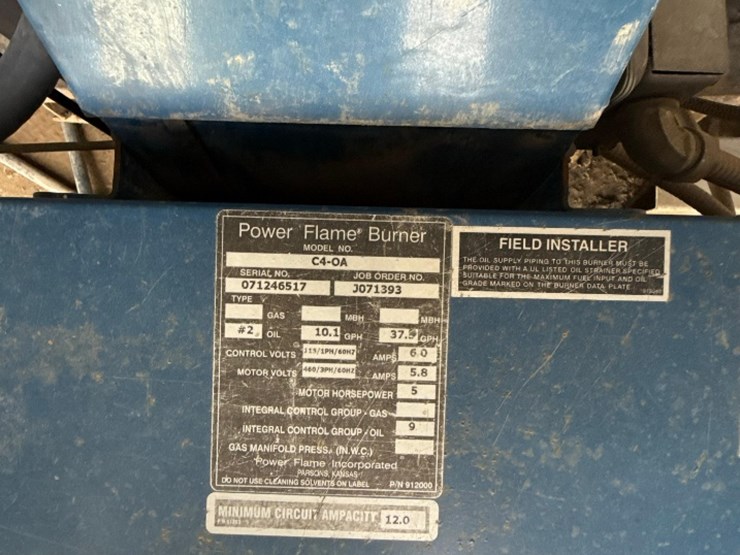 Power Flame® Burner
MODEL NO.
C4-OA
SERIAL NO. JOB ORDER NO.
071246517 J071393
TYPE
GAS MBH MBH
#2 OIL 10.1 GPH GPH
CONTROL VOLTS 115/1PH/60HZ AMPS 6.0
MOTOR VOLTS 460/3PH/60HZ AMPS 5.8
MOTOR HORSEPOWER 5
INTEGRAL CONTROL GROUP - GAS
INTEGRAL CONTROL GROUP - OIL 9
GAS MANIFOLD PRESS. (IN.W.C.)
Power Flame Incorporated
PARSONS, KANSAS
DO NOT USE CLEANING SOLVENTS ON LABEL P/N 912000
MINIMUM CIRCUIT AMPACITY 12.0
FIELD INSTALLER
THE OIL SUPPLY PIPING TO THIS BURNER MUST BE
PROVIDED WITH A UL LISTED OIL STRAINER SPECIFIED
SUITABLE FOR THE MAXIMUM FUEL INPUT AND OIL
GRADE MARKED ON THE BURNER DATA PLATE.